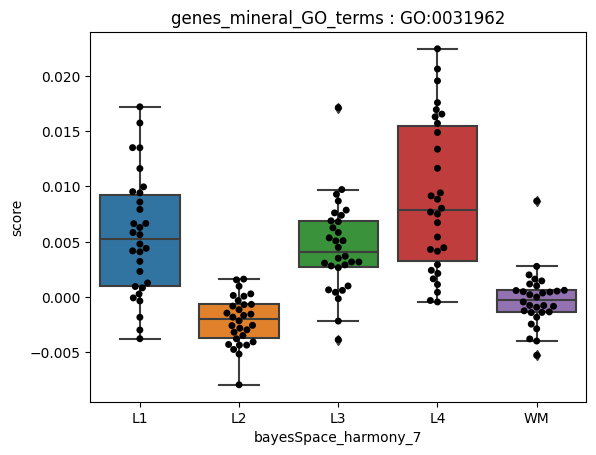 genes_mineral_GO_terms : GO:0031962
score
0.020
0.015
0.010
0.005
0.000
−0.005
L1 L2 L3 L4 WM
bayesSpace_harmony_7